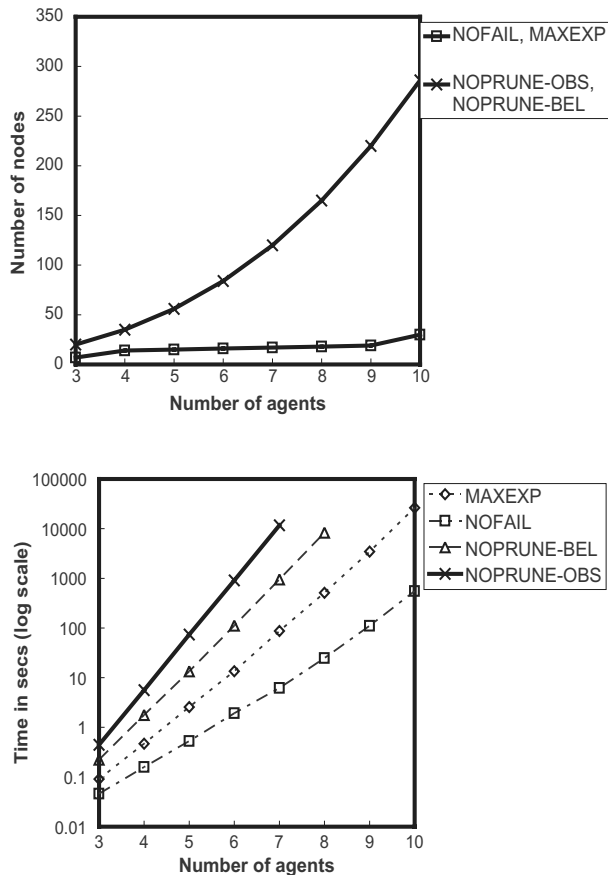 350
300
250
200
150
100
50
0
Number of nodes
3 4 5 6 7 8 9 10
Number of agents
NOFAIL, MAXEXP
NOPRUNE-OBS,
NOPRUNE-BEL
100000
10000
1000
100
10
1
0.1
0.01
Time in secs (log scale)
3 4 5 6 7 8 9 10
Number of agents
MAXEXP
NOFAIL
NOPRUNE-BEL
NOPRUNE-OBS